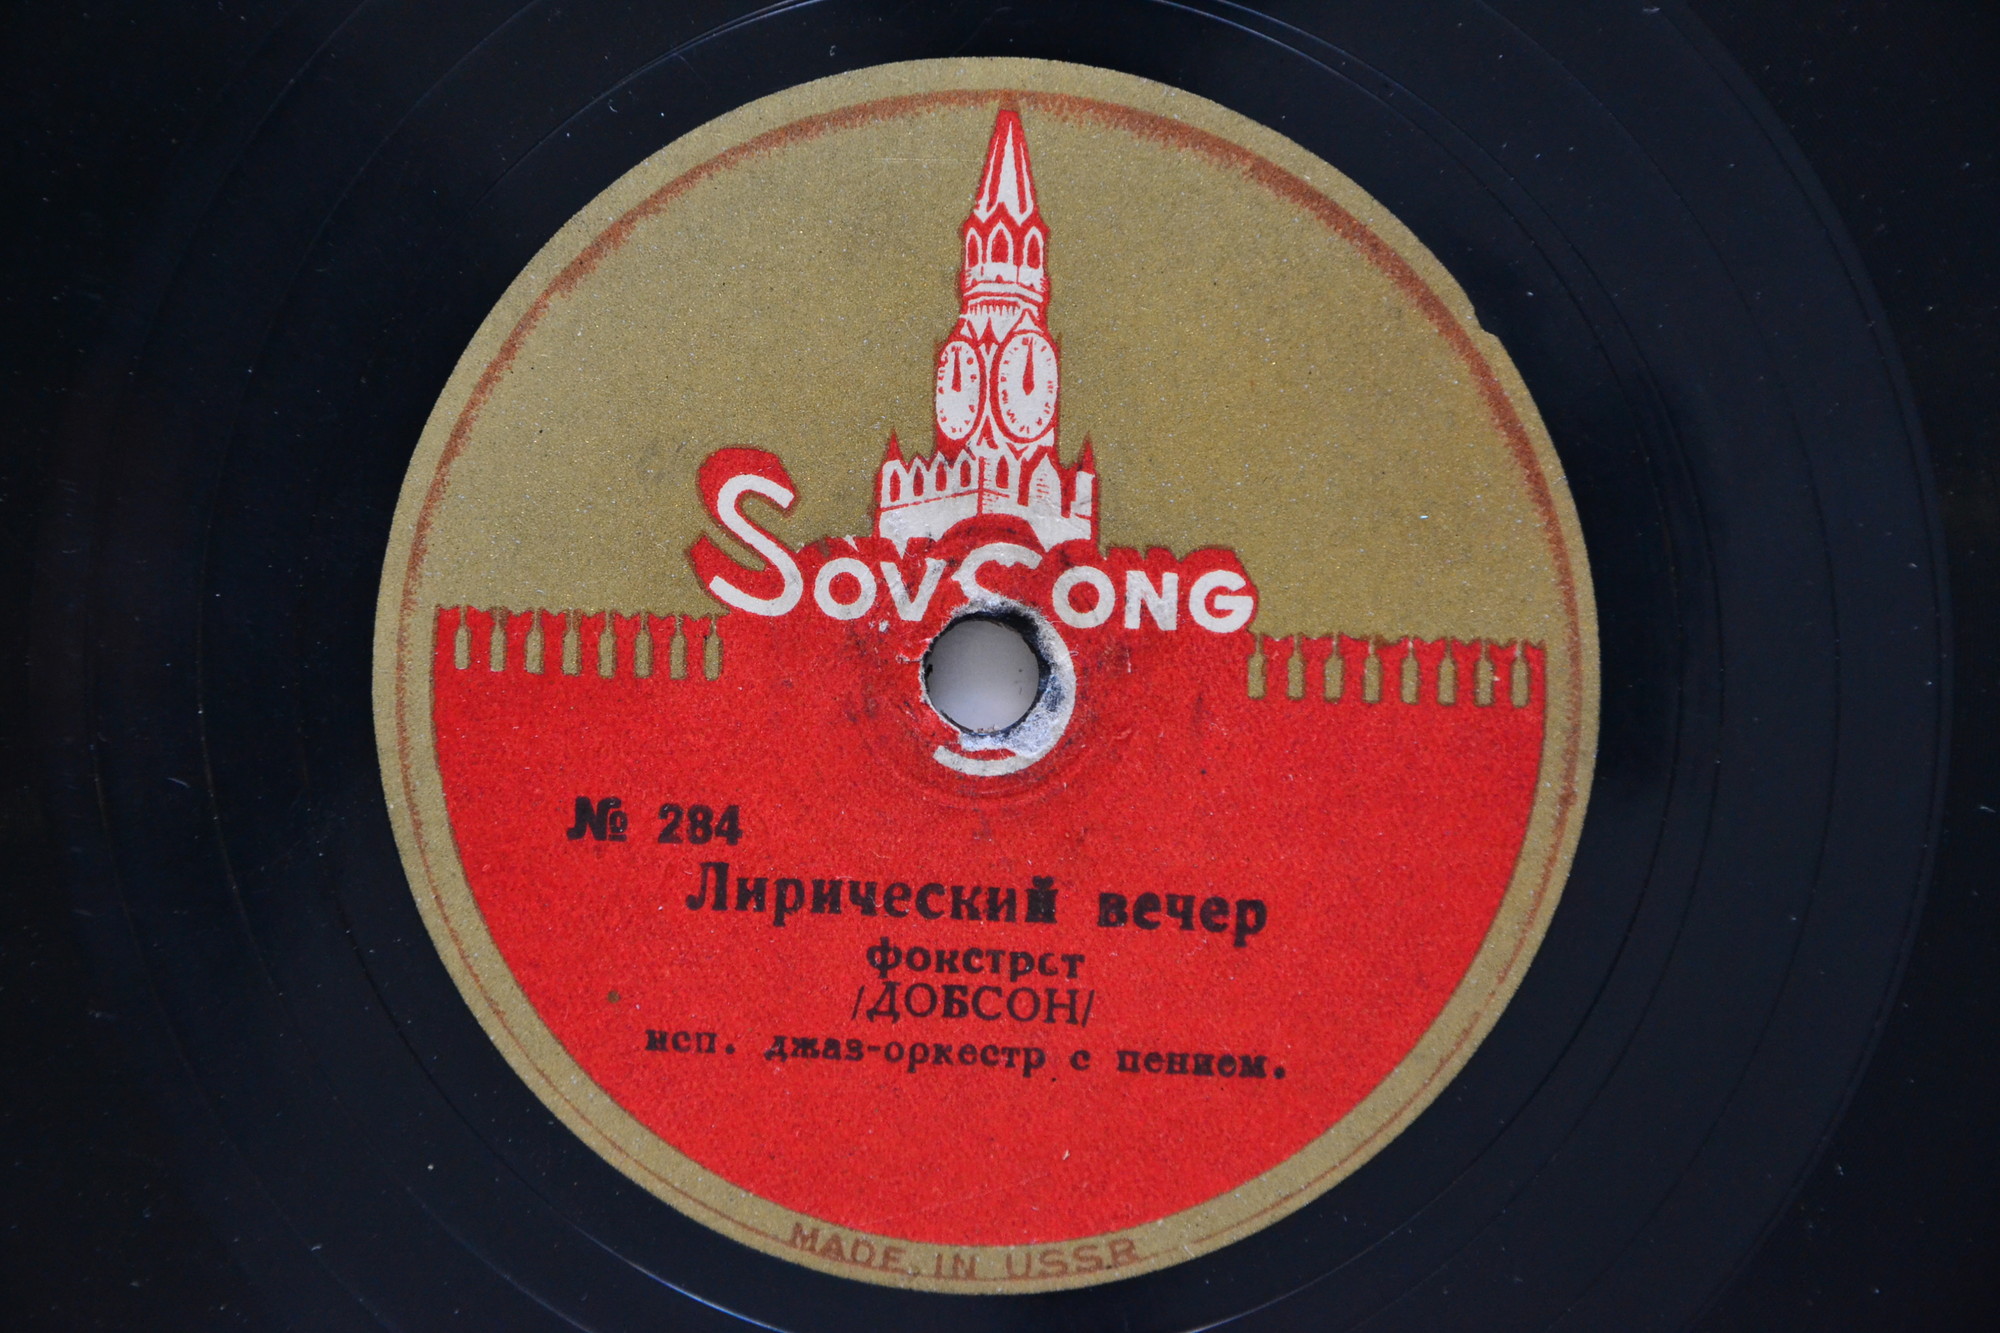 SovSong
№ 284
Лирический вечер
фокстрот
/ДОБСОН/
исп. джаз-оркестр с пением.
MADE IN USSR